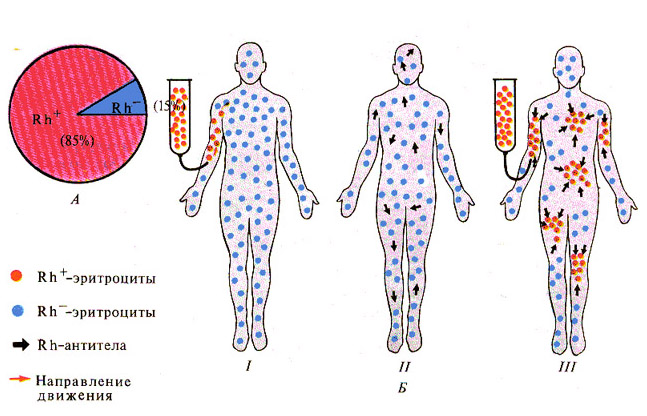 Rh+
Rh−
(15%)
(85%)
А
Rh+-эритроциты
Rh−-эритроциты
Rh-антитела
Направление
движения
I
II
III
Б